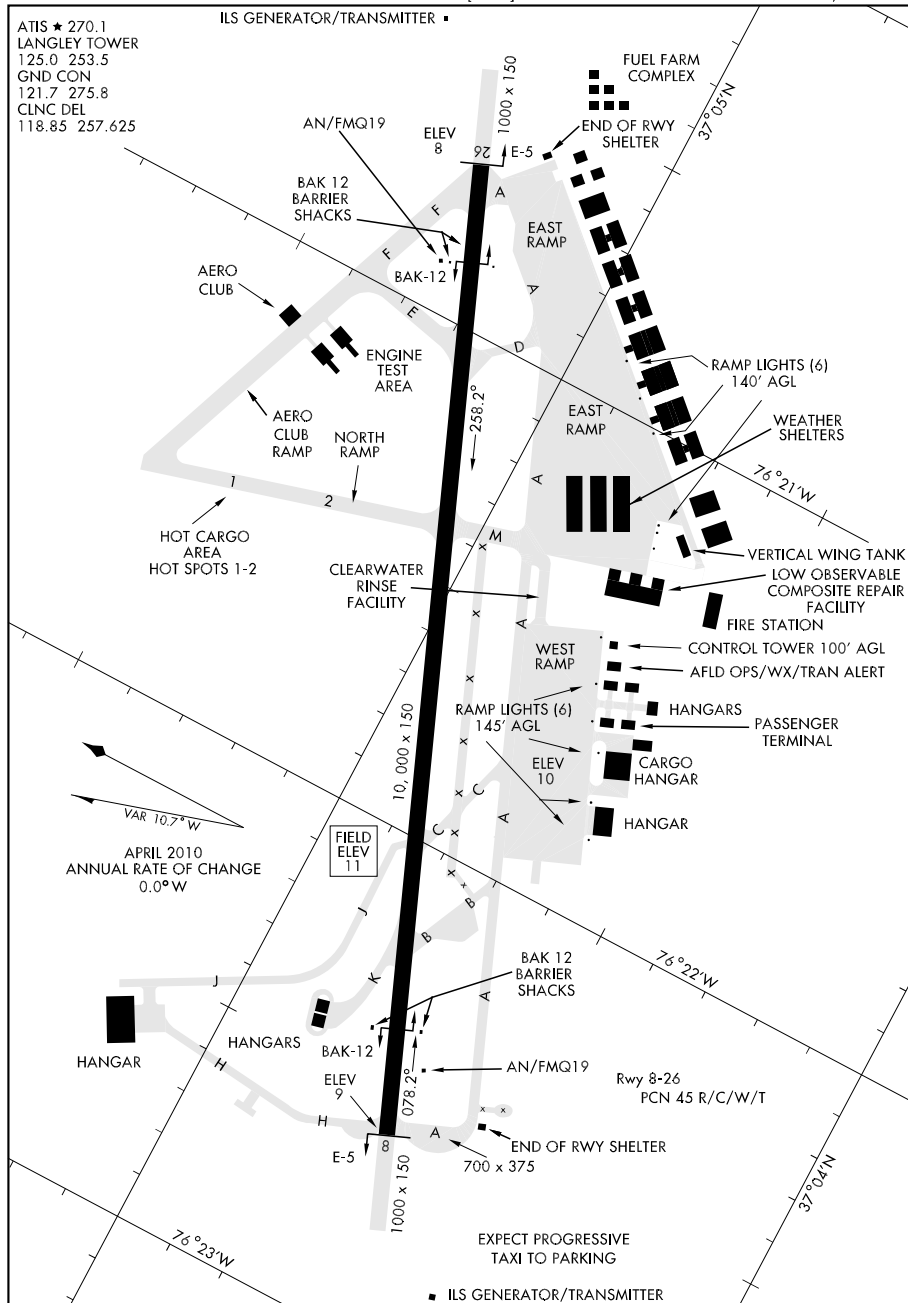 ILS GENERATOR/TRANSMITTER
ATIS ★ 270.1
LANGLEY TOWER
125.0 253.5
GND CON
121.7 275.8
CLNC DEL
118.85 257.625
FUEL FARM
COMPLEX
37°05'N
1000 x 150
END OF RWY
SHELTER
AN/FMQ19
ELEV
8
26
E-5
BAK 12
BARRIER
SHACKS
A
F
EAST
RAMP
F
BAK-12
A
AERO
CLUB
E
D
ENGINE
TEST
AREA
RAMP LIGHTS (6)
140' AGL
258.2°
EAST
RAMP
WEATHER
SHELTERS
AERO
CLUB
RAMP
NORTH
RAMP
76°21'W
A
1
2
HOT CARGO
AREA
HOT SPOTS 1-2
M
VERTICAL WING TANK
CLEARWATER
RINSE
FACILITY
LOW OBSERVABLE
COMPOSITE REPAIR
FACILITY
x
x
x
A
FIRE STATION
WEST
RAMP
CONTROL TOWER 100' AGL
AFLD OPS/WX/TRAN ALERT
x
x
RAMP LIGHTS (6)
145' AGL
HANGARS
PASSENGER
TERMINAL
10,000 x 150
x
x
ELEV
10
CARGO
HANGAR
C
x
A
HANGAR
VAR 10.7° W
C
x
APRIL 2010
ANNUAL RATE OF CHANGE
0.0° W
FIELD
ELEV
11
x
x
x
B
J
B
76°22'W
K
BAK 12
BARRIER
SHACKS
J
A
HANGAR
HANGARS
BAK-12
H
078.2°
AN/FMQ19
ELEV
9
Rwy 8-26
PCN 45 R/C/W/T
x x
H
A
E-5
8
END OF RWY SHELTER
700 x 375
37°04'N
1000 x 150
76°23'W
EXPECT PROGRESSIVE
TAXI TO PARKING
ILS GENERATOR/TRANSMITTER